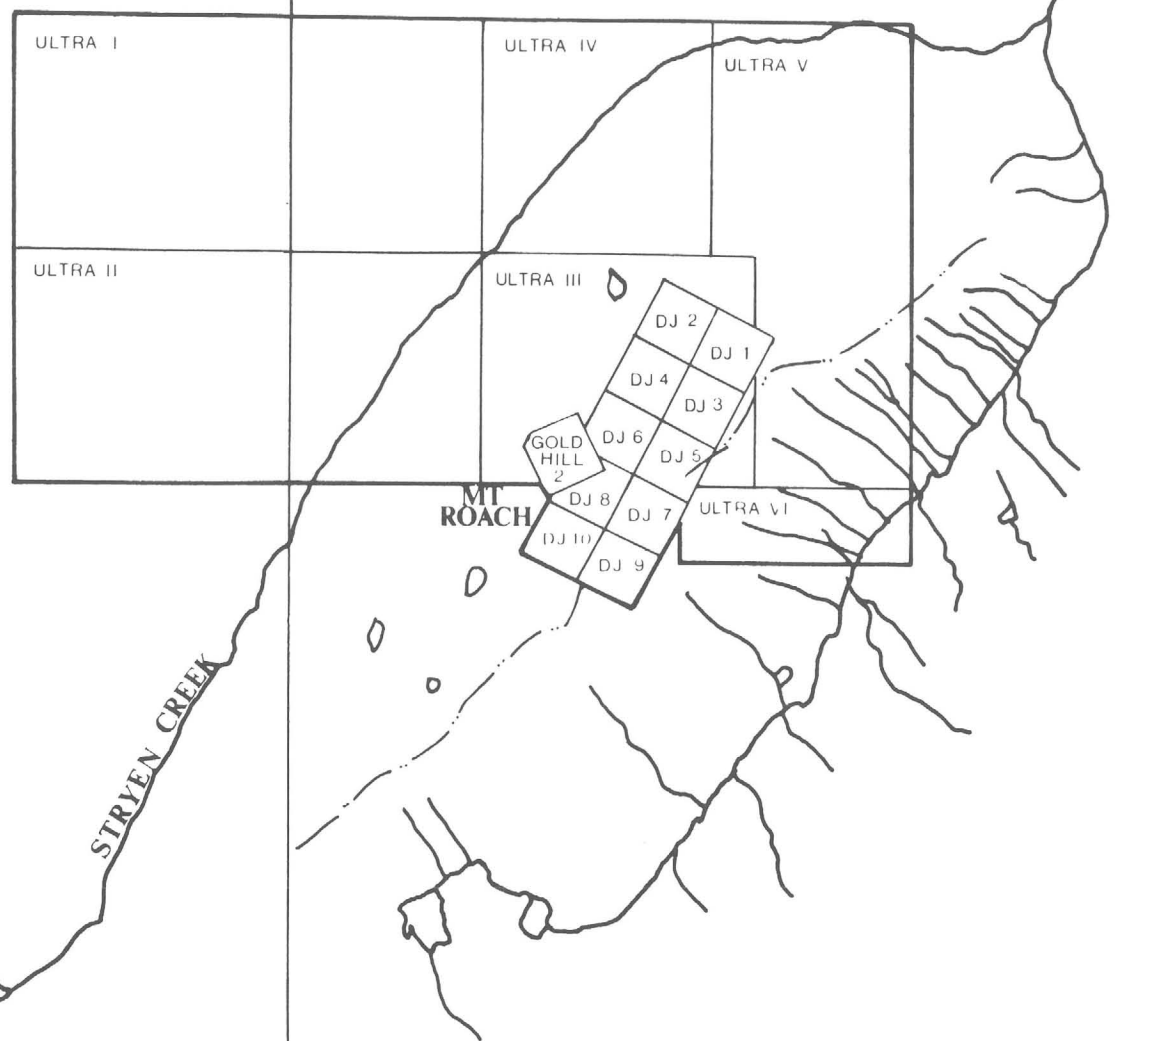 ULTRA I
ULTRA IV
ULTRA V
ULTRA II
ULTRA III
DJ 2
DJ 1
DJ 4
DJ 3
DJ 6
DJ 5
GOLD
HILL
2
DJ 8
DJ 7
DJ 10
DJ 9
MT
ROACH
ULTRA VI
STRYEN CREEK